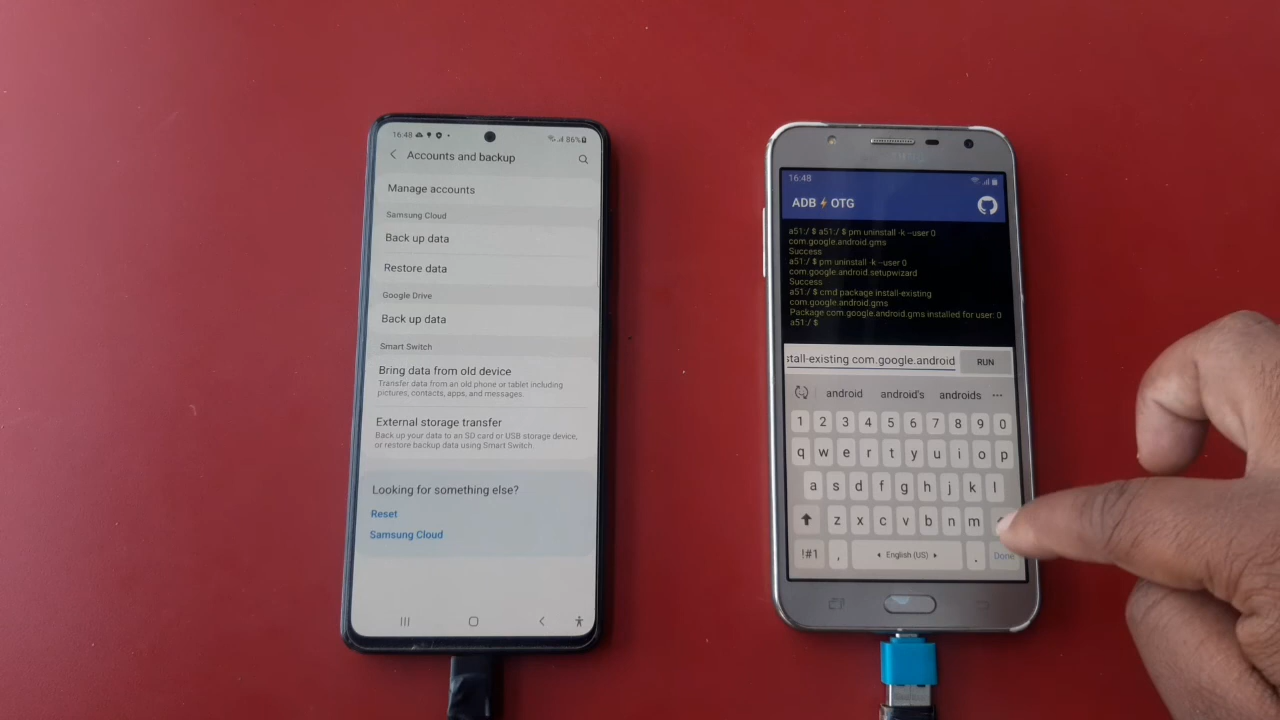 16:48
86%
Accounts and backup
Manage accounts
Samsung Cloud
Back up data
Restore data
Google Drive
Back up data
Smart Switch
Bring data from old device
Transfer data from an old phone or tablet including
pictures, contacts, apps, and messages.
External storage transfer
Back up your data to an SD card or USB storage device,
or restore backup data using Smart Switch.
Looking for something else?
Reset
Samsung Cloud
16:48
ADB OTG
a51:/ $ a51:/ $ pm uninstall -k --user 0
com.google.android.gms
Success
a51:/ $ pm uninstall -k --user 0
com.google.android.setupwizard
Success
a51:/ $ cmd package install-existing
com.google.android.gms
Package com.google.android.gms installed for user: 0
a51:/ $
stall-existing com.google.android RUN
android android's androids
1 2 3 4 5 6 7 8 9 0
q w e r t y u i o p
a s d f g h j k l
z x c v b n m
!#1 , English (US) . Done